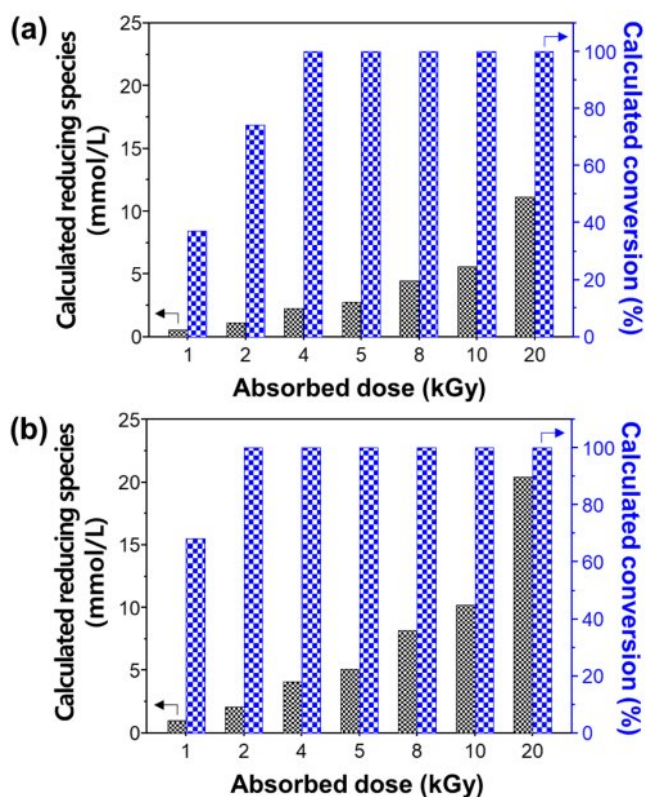 (a)
Calculated reducing species
(mmol/L)
25
20
15
10
5
0
100
80
60
40
20
0
Calculated conversion (%)
1 2 4 5 8 10 20
Absorbed dose (kGy)
(b)
Calculated reducing species
(mmol/L)
25
20
15
10
5
0
100
80
60
40
20
0
Calculated conversion (%)
1 2 4 5 8 10 20
Absorbed dose (kGy)